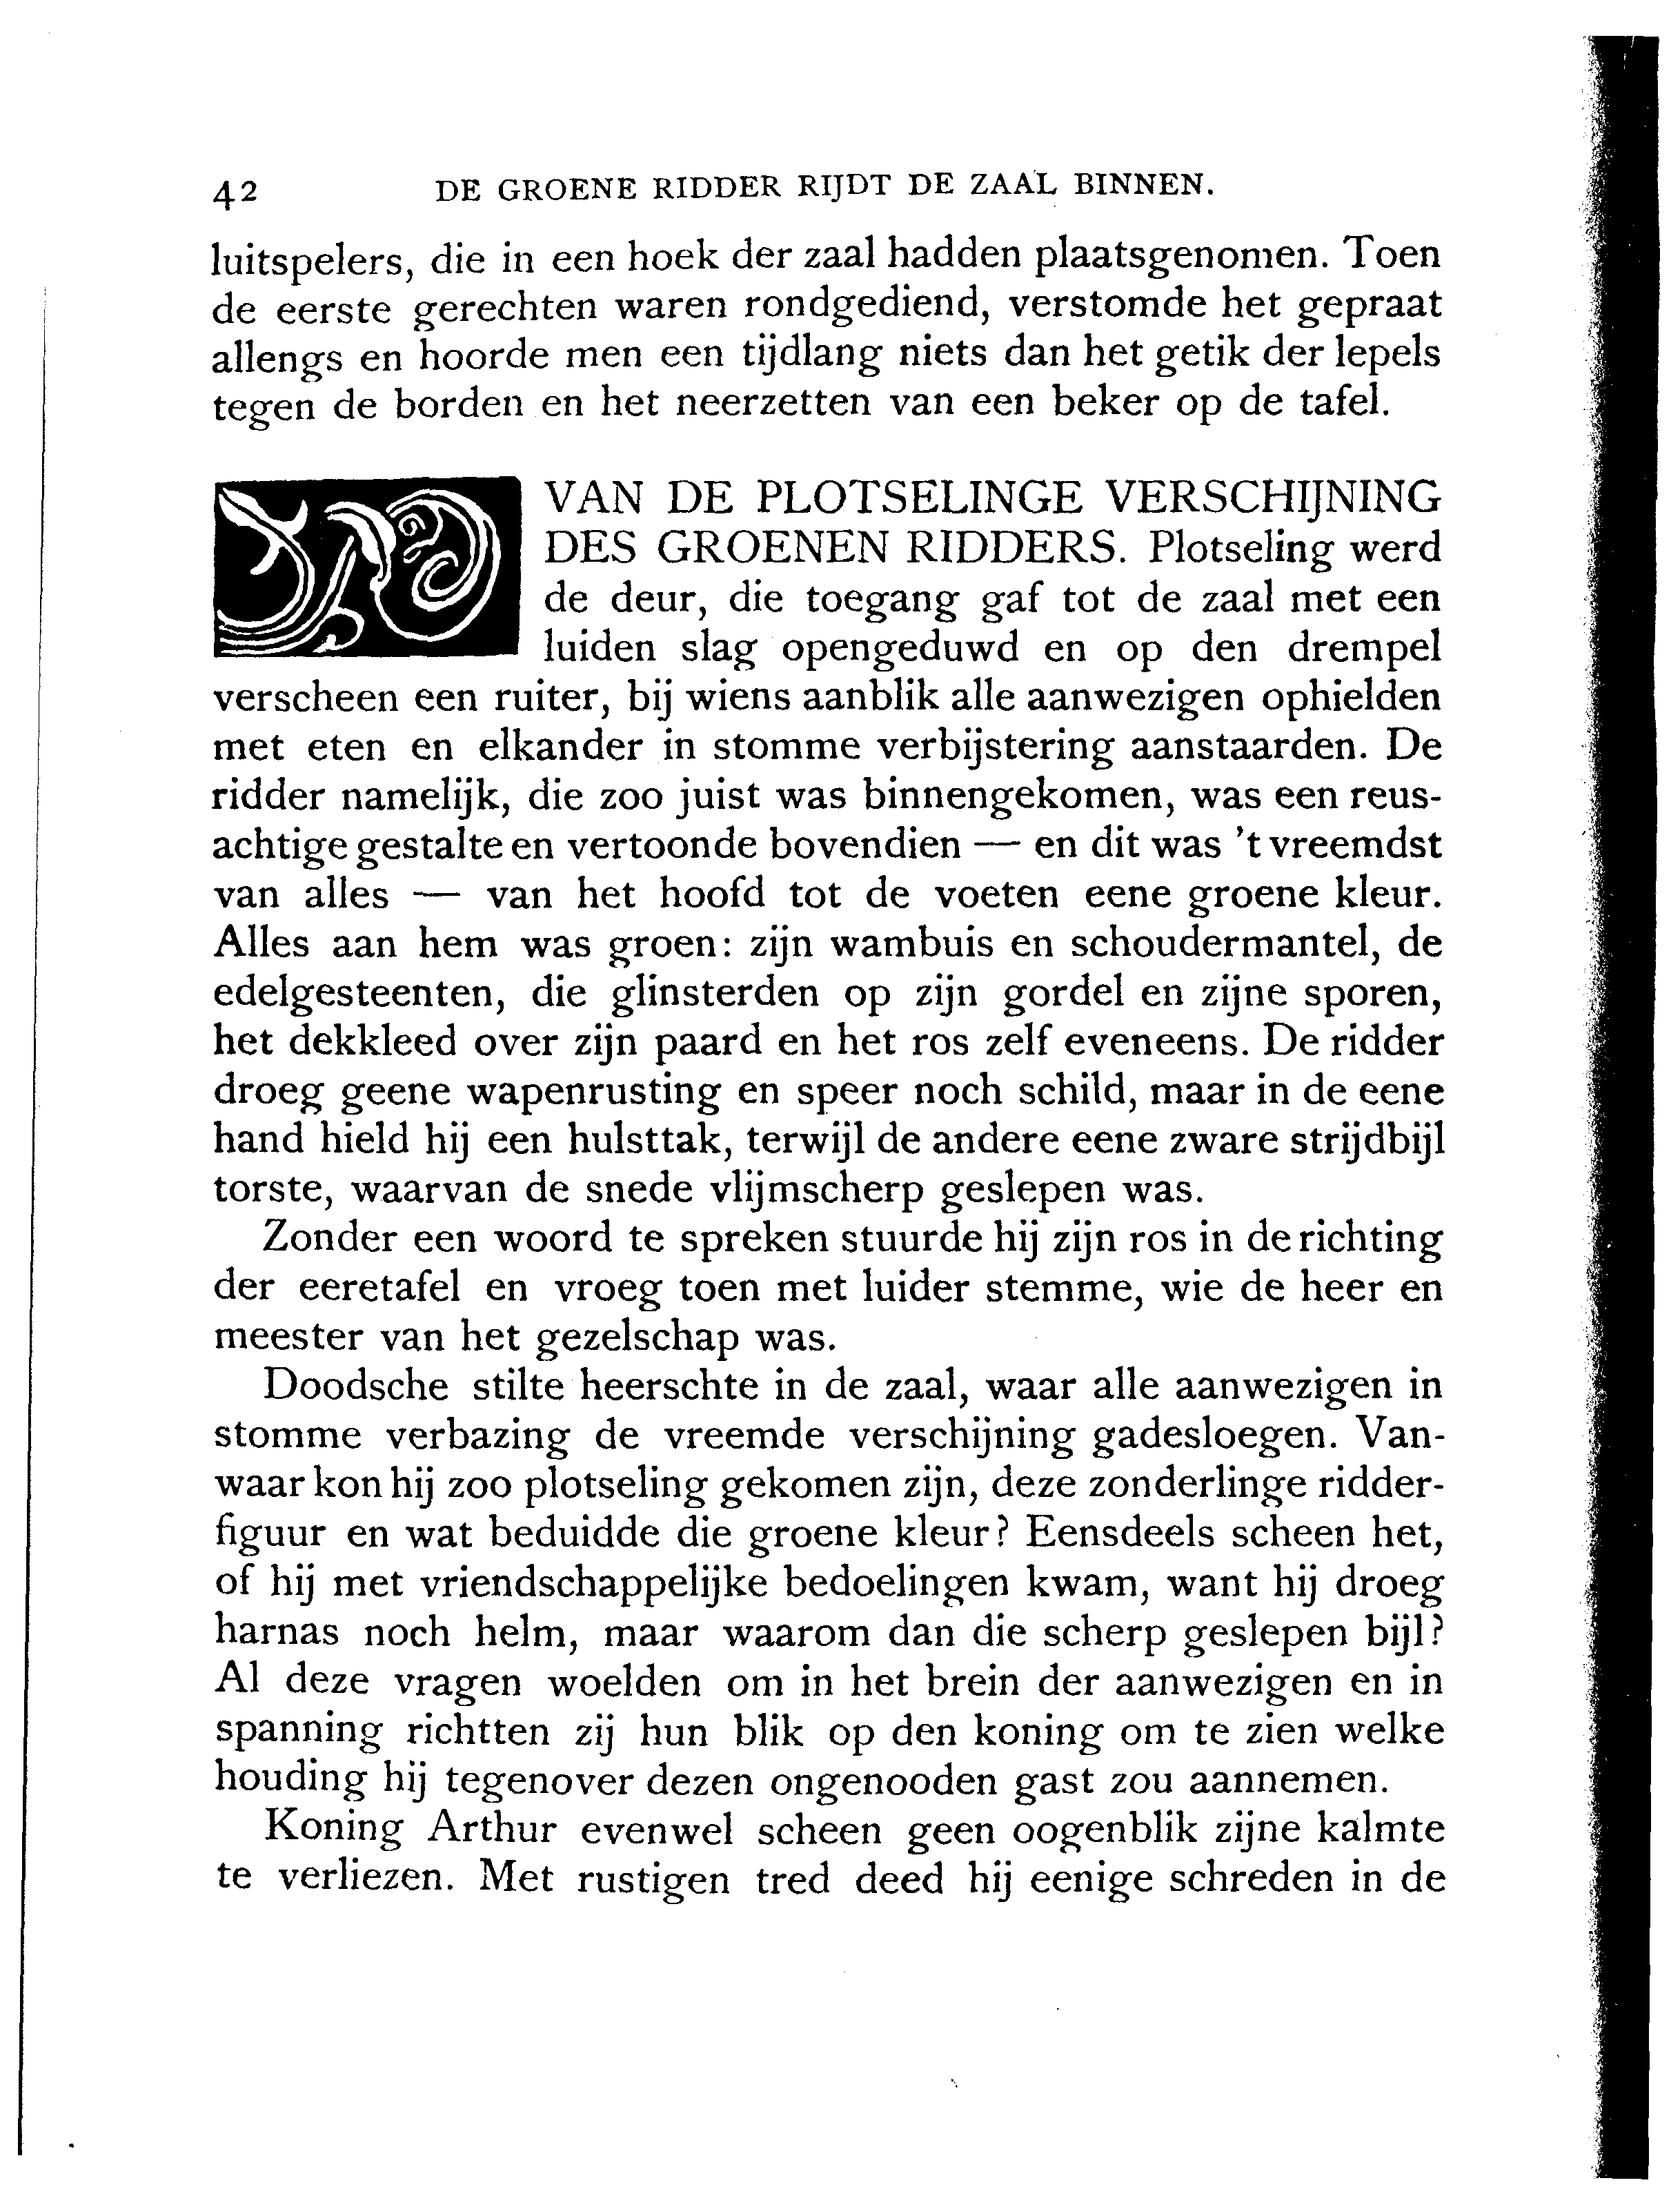 42 DE GROENE RIDDER RIJDT DE ZAAL BINNEN.
luitspelers, die in een hoek der zaal hadden plaatsgenomen. Toen
de eerste gerechten waren rondgediend, verstomde het gepraat
allengs en hoorde men een tijdlang niets dan het getik der lepels
tegen de borden en het neerzetten van een beker op de tafel.
VAN DE PLOTSELINGE VERSCHIJNING
DES GROENEN RIDDERS. Plotseling werd
de deur, die toegang gaf tot de zaal met een
luiden slag opengeduwd en op den drempel
verscheen een ruiter, bij wiens aanblik alle aanwezigen ophielden
met eten en elkander in stomme verbijstering aanstaarden. De
ridder namelijk, die zoo juist was binnengekomen, was een reus-
achtige gestalte en vertoonde bovendien — en dit was 't vreemdst
van alles — van het hoofd tot de voeten eene groene kleur.
Alles aan hem was groen: zijn wambuis en schoudermantel, de
edelgesteenten, die glinsterden op zijn gordel en zijne sporen,
het dekkleed over zijn paard en het ros zelf eveneens. De ridder
droeg geene wapenrusting en speer noch schild, maar in de eene
hand hield hij een hulsttak, terwijl de andere eene zware strijdbijl
torste, waarvan de snede vlijmscherp geslepen was.
Zonder een woord te spreken stuurde hij zijn ros in de richting
der eeretafel en vroeg toen met luider stemme, wie de heer en
meester van het gezelschap was.
Doodsche stilte heerschte in de zaal, waar alle aanwezigen in
stomme verbazing de vreemde verschijning gadesloegen. Van-
waar kon hij zoo plotseling gekomen zijn, deze zonderlinge ridder-
figuur en wat beduidde die groene kleur? Eensdeels scheen het,
of hij met vriendschappelijke bedoelingen kwam, want hij droeg
harnas noch helm, maar waarom dan die scherp geslepen bijl?
Al deze vragen woelden om in het brein der aanwezigen en in
spanning richtten zij hun blik op den koning om te zien welke
houding hij tegenover dezen ongenooden gast zou aannemen.
Koning Arthur evenwel scheen geen oogenblik zijne kalmte
te verliezen. Met rustigen tred deed hij eenige schreden in de